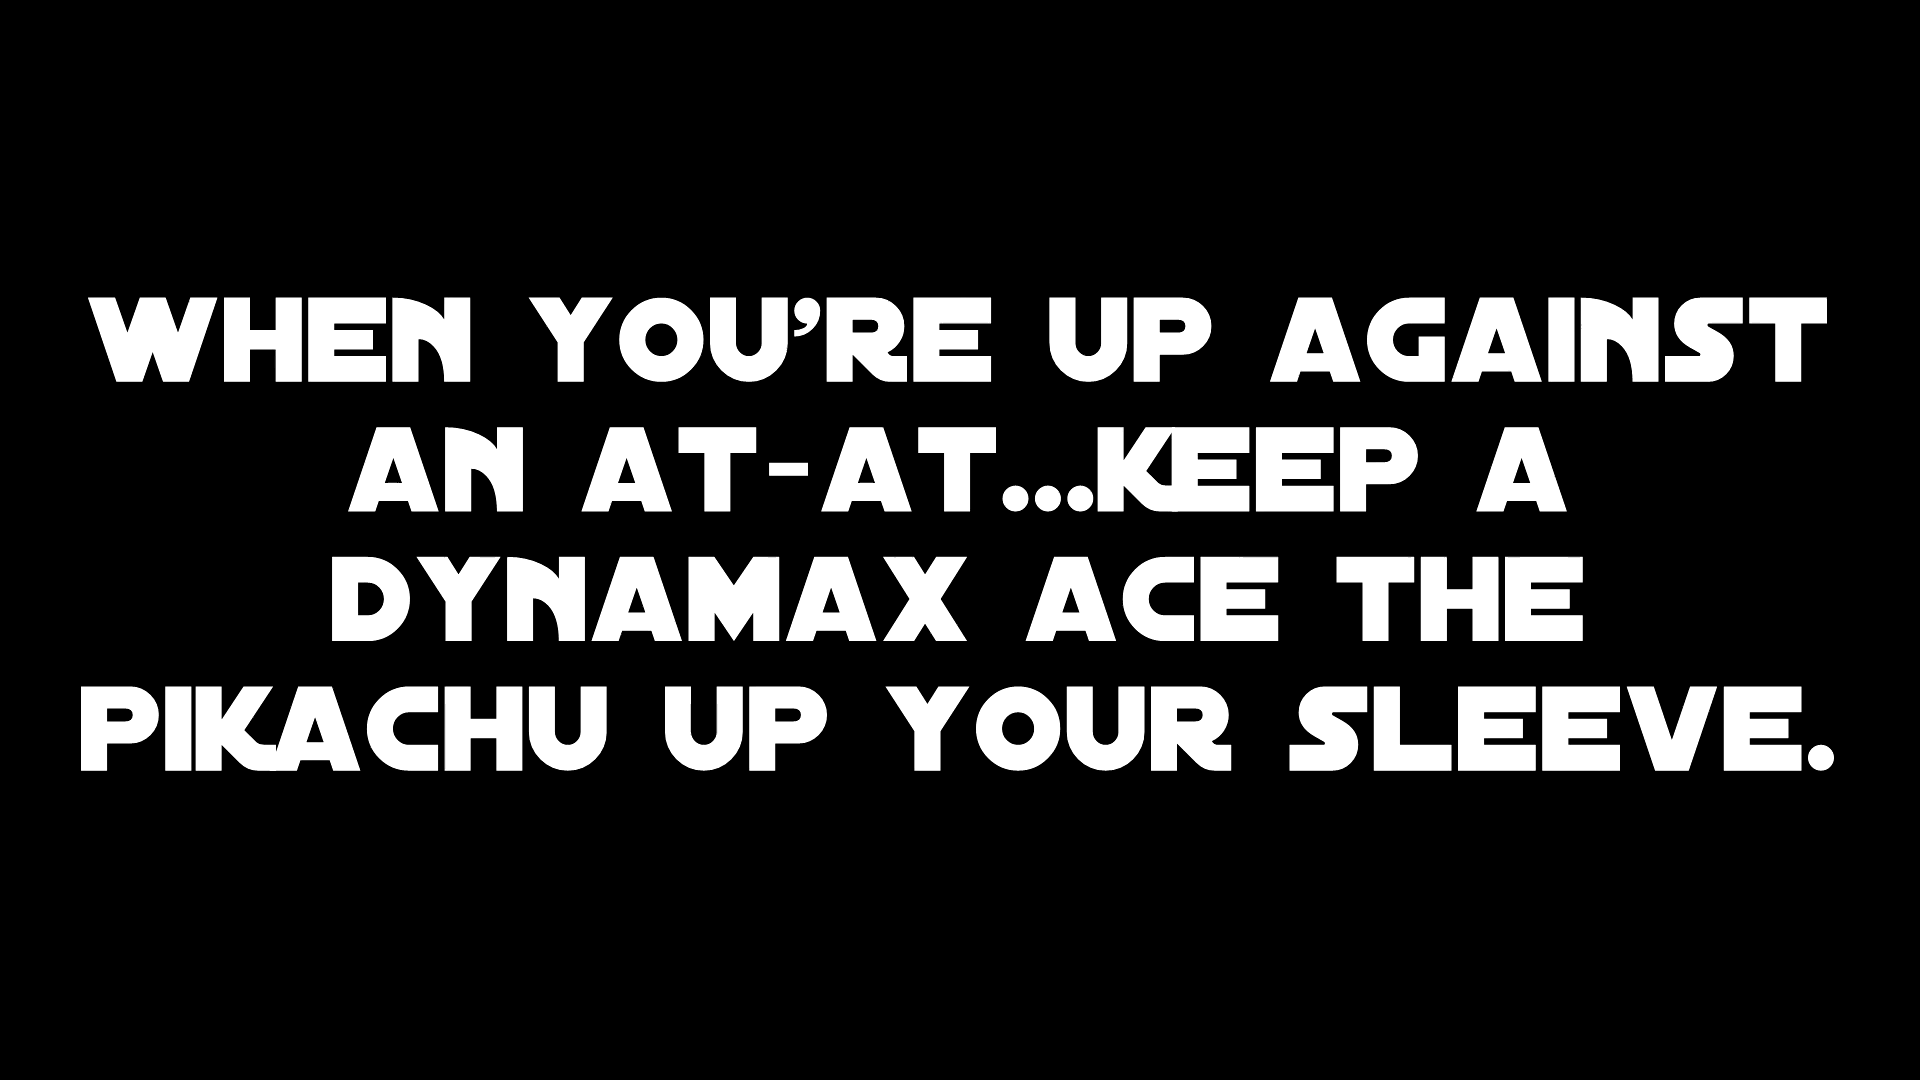 WHEN YOU’RE UP AGAINST
AN AT-AT...KEEP A
DYNAMAX ACE THE
PIKACHU UP YOUR SLEEVE.